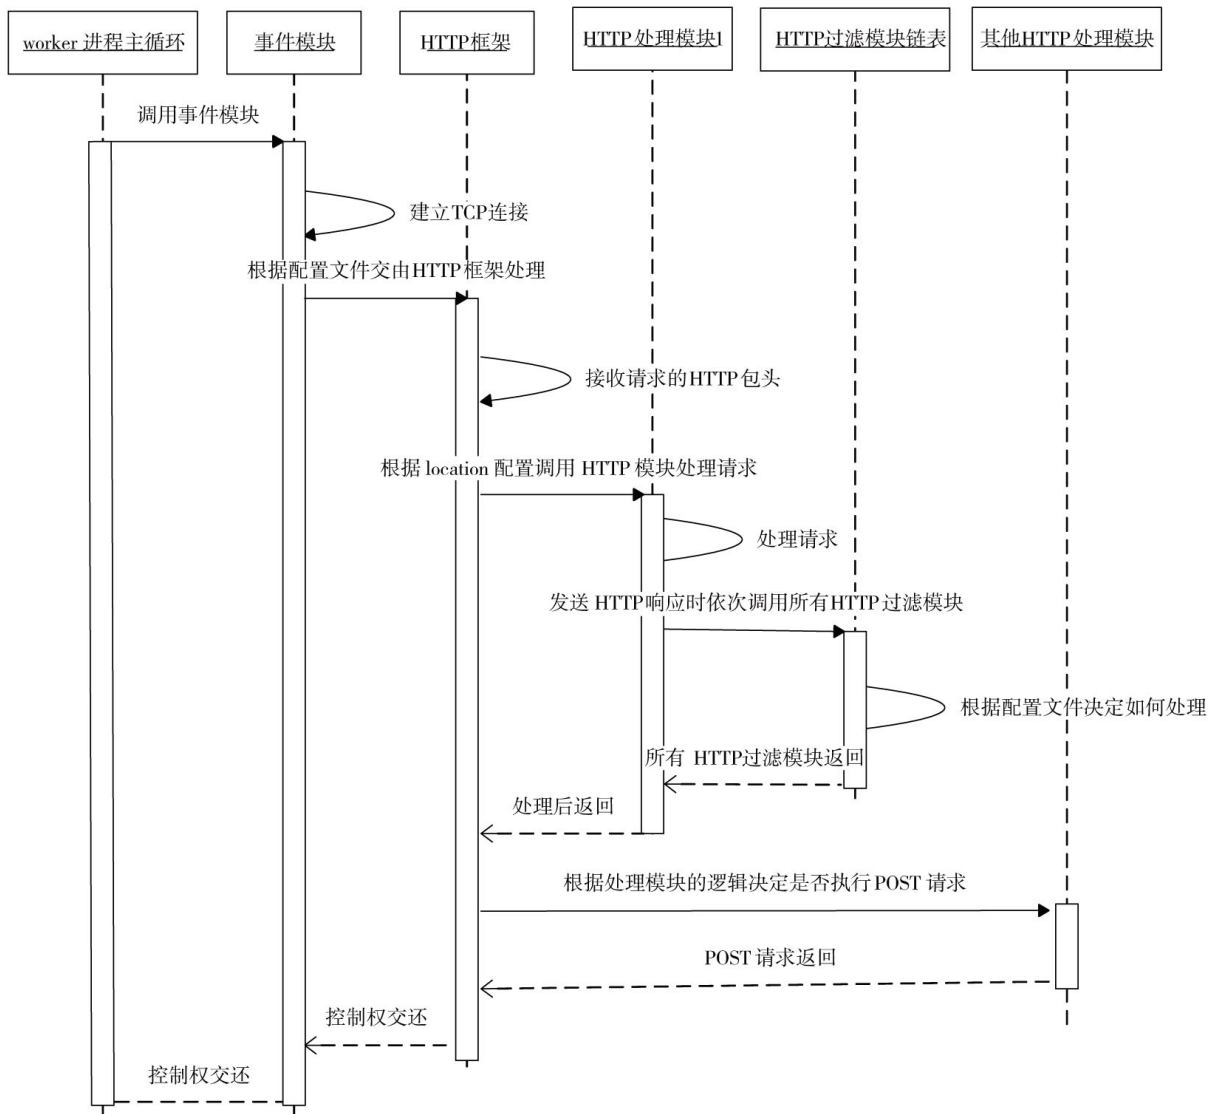 worker 进程主循环
事件模块
HTTP框架
HTTP处理模块1
HTTP过滤模块链表
其他HTTP处理模块
调用事件模块
建立TCP连接
根据配置文件交由HTTP框架处理
接收请求的HTTP包头
根据 location 配置调用 HTTP 模块处理请求
处理请求
发送 HTTP响应时依次调用所有HTTP过滤模块
根据配置文件决定如何处理
所有 HTTP过滤模块返回
处理后返回
根据处理模块的逻辑决定是否执行POST 请求
POST 请求返回
控制权交还
控制权交还